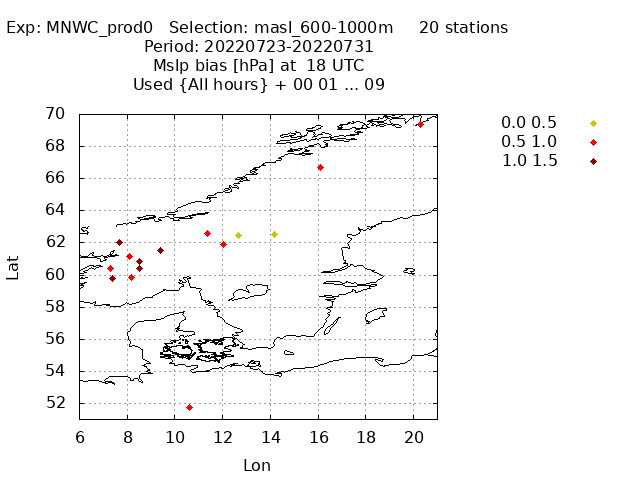 Exp: MNWC_prod0   Selection: masl_600-1000m     20 stations
Period: 20220723-20220731
Mslp bias [hPa] at  18 UTC
Used {All hours} + 00 01 ... 09
0.0 0.5
0.5 1.0
1.0 1.5
70
68
66
64
62
60
58
56
54
52
Lat
6 8 10 12 14 16 18 20
Lon